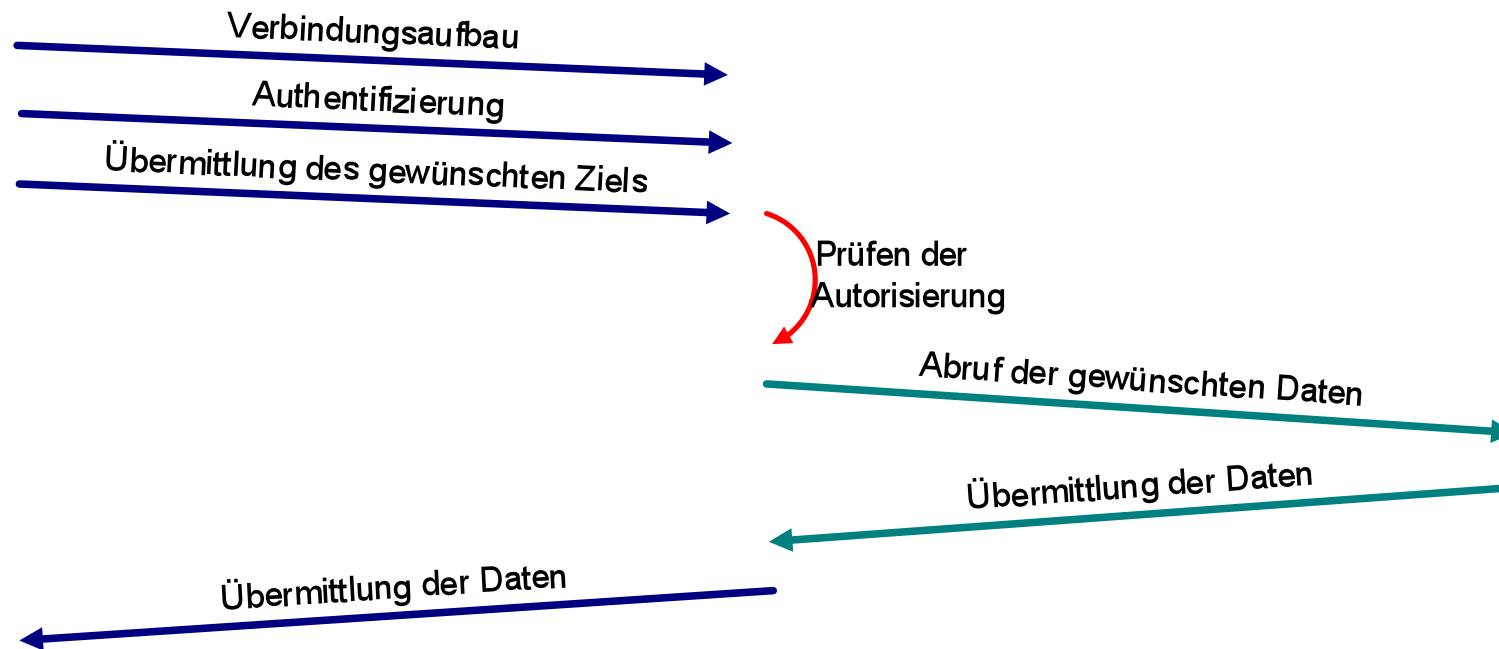 Verbindungsaufbau
Authentifizierung
Übermittlung des gewünschten Ziels
Prüfen der
Autorisierung
Abruf der gewünschten Daten
Übermittlung der Daten
Übermittlung der Daten